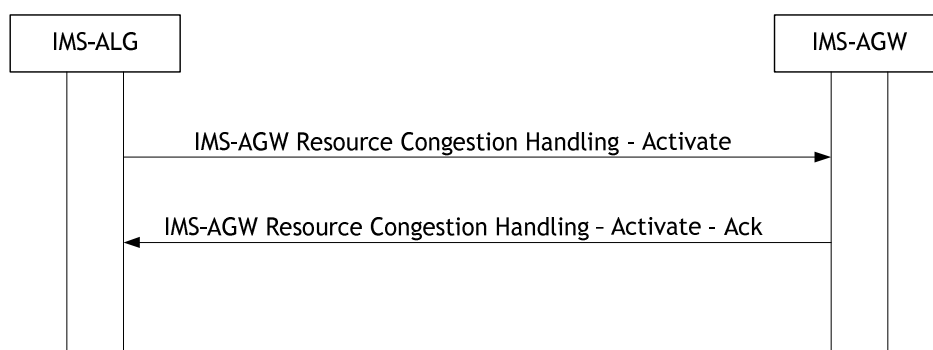 IMS-ALG
IMS-AGW
IMS-AGW Resource Congestion Handling - Activate
IMS-AGW Resource Congestion Handling – Activate - Ack